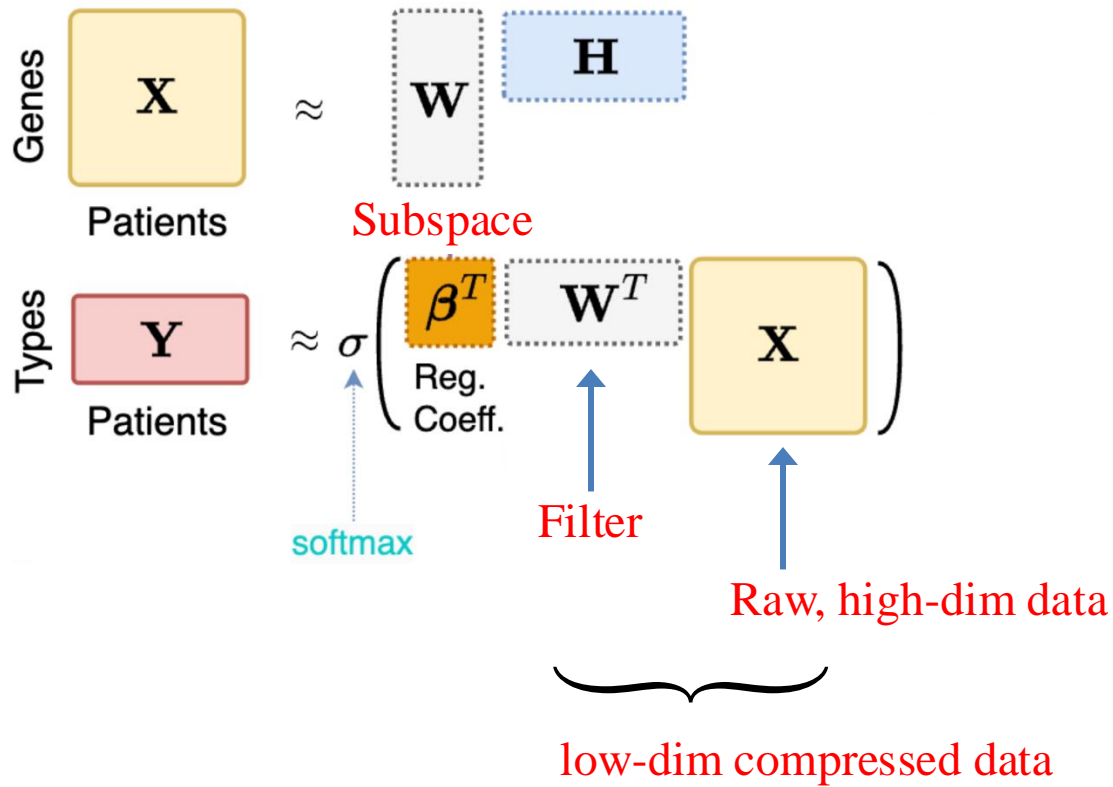 Genes
X
≈
W
H
Patients
Subspace
Types
Y
≈
σ
(
β^T
W^T
X
)
Reg.
Coeff.
Patients
softmax
Filter
Raw, high-dim data
low-dim compressed data